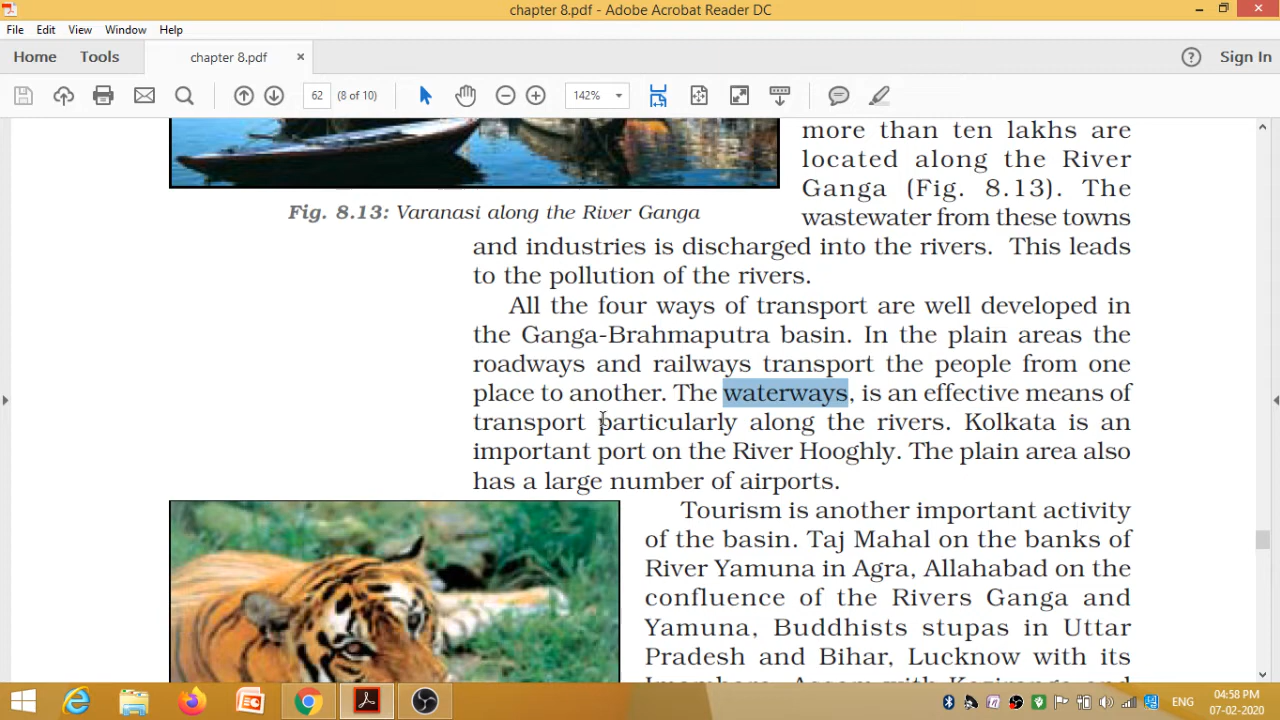 chapter 8.pdf - Adobe Acrobat Reader DC
File Edit View Window Help
Home Tools chapter 8.pdf × Sign In
62 (8 of 10) 142%
more than ten lakhs are
located along the River
Ganga (Fig. 8.13). The
Fig. 8.13: Varanasi along the River Ganga
wastewater from these towns
and industries is discharged into the rivers. This leads
to the pollution of the rivers.
All the four ways of transport are well developed in
the Ganga-Brahmaputra basin. In the plain areas the
roadways and railways transport the people from one
place to another. The waterways, is an effective means of
transport particularly along the rivers. Kolkata is an
important port on the River Hooghly. The plain area also
has a large number of airports.
Tourism is another important activity
of the basin. Taj Mahal on the banks of
River Yamuna in Agra, Allahabad on the
confluence of the Rivers Ganga and
Yamuna, Buddhists stupas in Uttar
Pradesh and Bihar, Lucknow with its
ENG
04:58 PM
07-02-2020